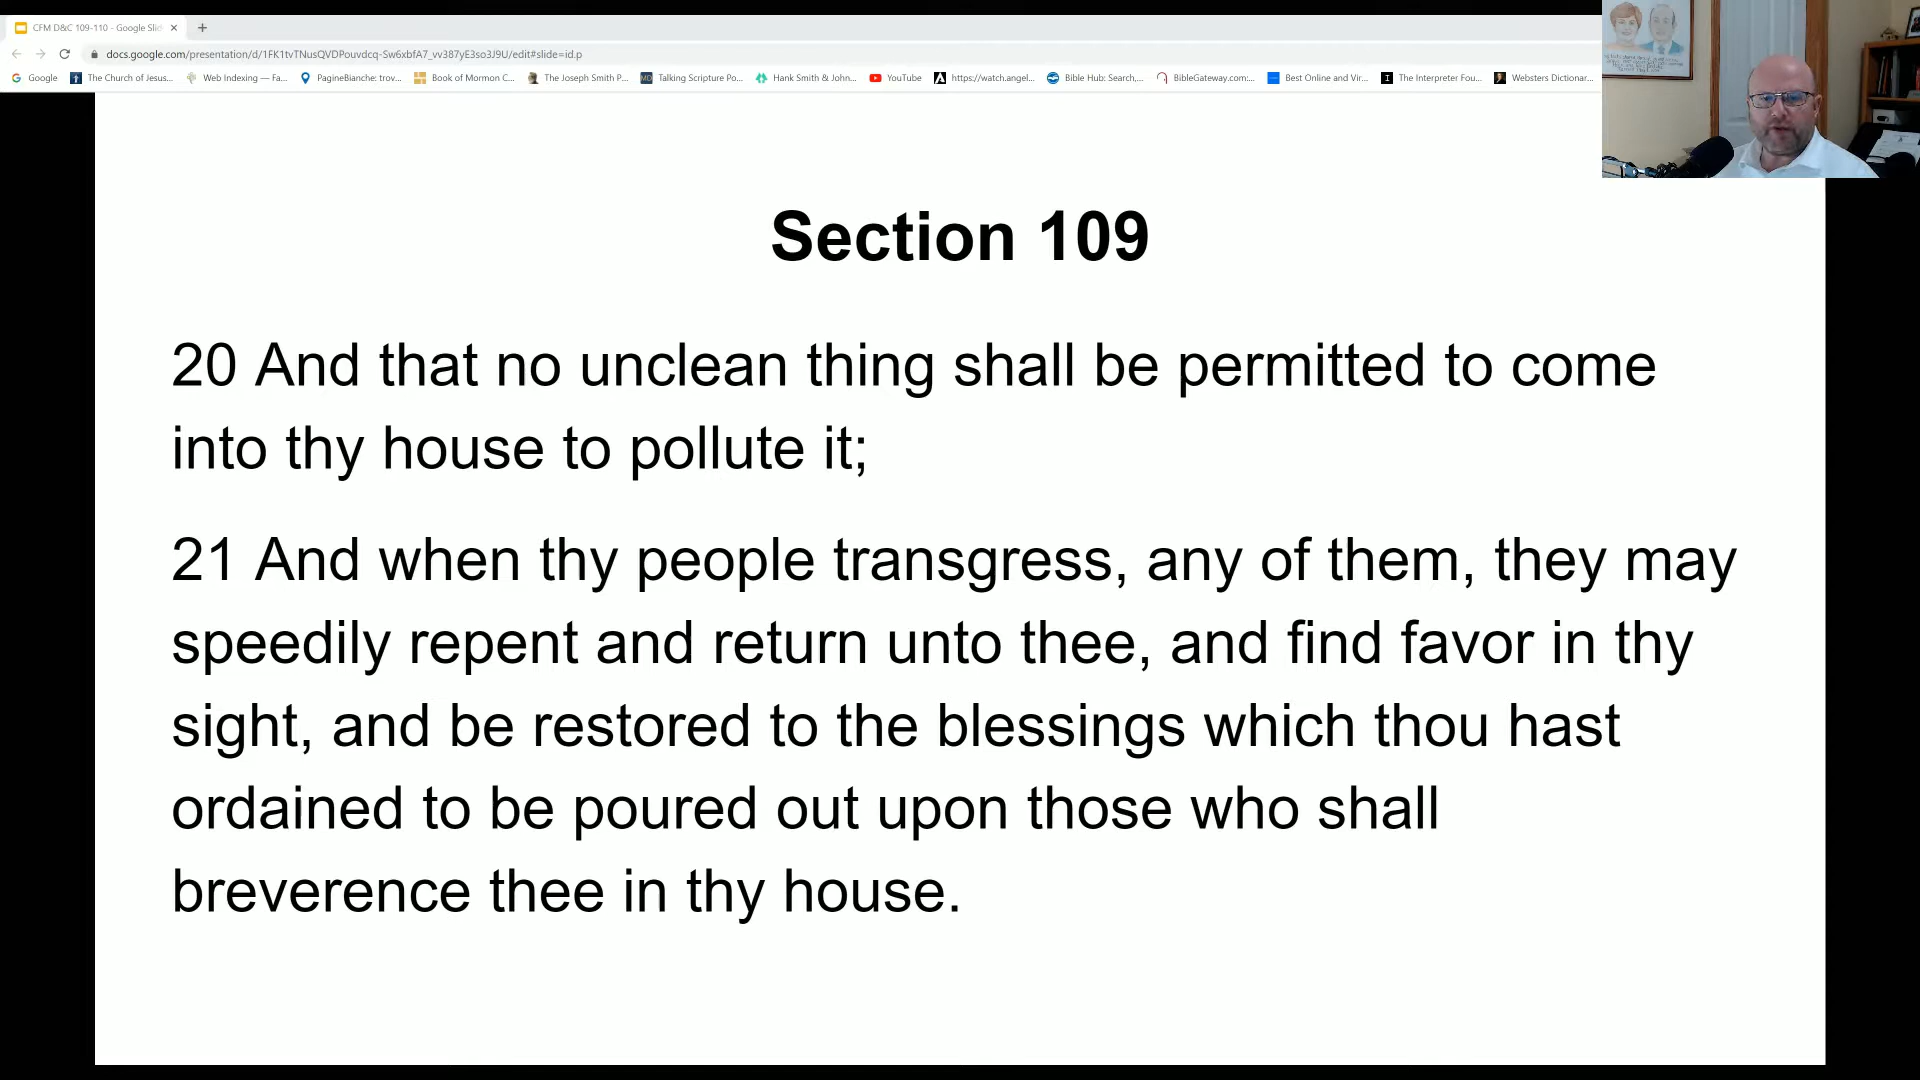 CFM D&C 109-110 - Google Slid
docs.google.com/presentation/d/1FK1tvTNusQVDPouvdcq-Sw6xbfA7_vv387yE3so3J9U/edit#slide=id.p
Google The Church of Jesus... Web Indexing — Fa... PagineBianche: trov... Book of Mormon C... The Joseph Smith P... Talking Scripture Po... Hank Smith & John... YouTube https://watch.angel... Bible Hub: Search,... BibleGateway.com:... Best Online and Vir... The Interpreter Fou... Websters Dictionar...
Section 109
20 And that no unclean thing shall be permitted to come
into thy house to pollute it;
21 And when thy people transgress, any of them, they may
speedily repent and return unto thee, and find favor in thy
sight, and be restored to the blessings which thou hast
ordained to be poured out upon those who shall
breverence thee in thy house.